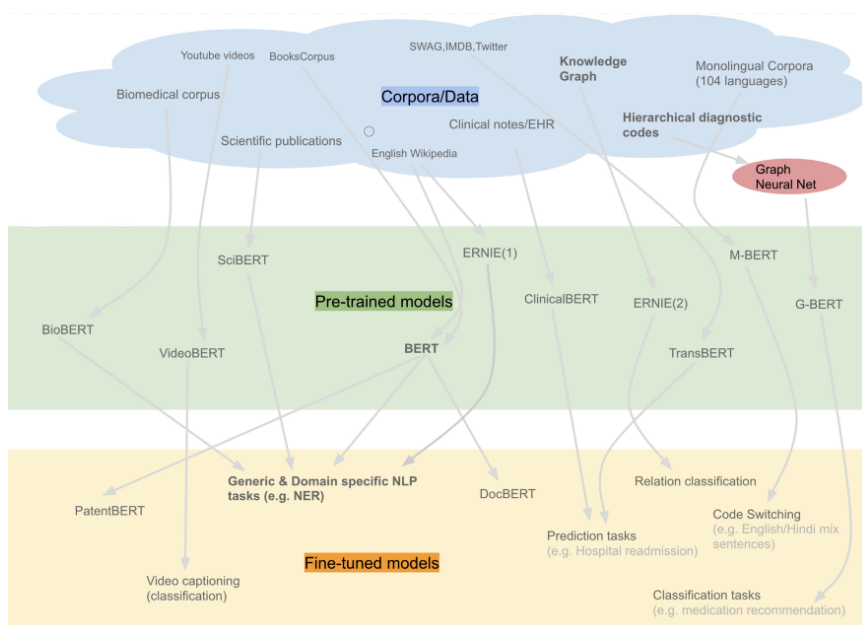 SWAG,IMDB,Twitter
Youtube videos
BooksCorpus
Knowledge
Graph
Monolingual Corpora
(104 languages)
Biomedical corpus
Corpora/Data
Hierarchical diagnostic
codes
Clinical notes/EHR
Scientific publications
English Wikipedia
Graph
Neural Net
SciBERT
ERNIE(1)
M-BERT
Pre-trained models
ClinicalBERT
ERNIE(2)
G-BERT
BioBERT
VideoBERT
BERT
TransBERT
Generic & Domain specific NLP
tasks (e.g. NER)
DocBERT
Relation classification
PatentBERT
Code Switching
(e.g. English/Hindi mix
sentences)
Prediction tasks
(e.g. Hospital readmission)
Fine-tuned models
Video captioning
(classification)
Classification tasks
(e.g. medication recommendation)